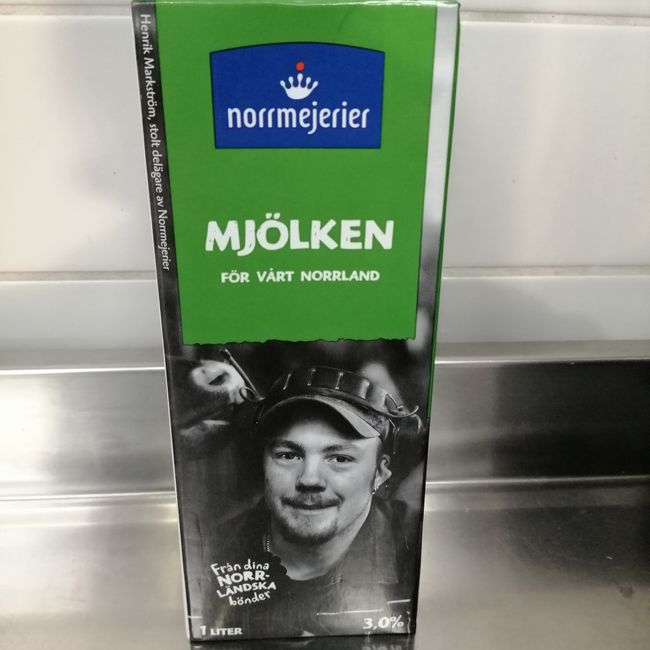 Henrik Markström, stolt delägare av Norrmejerier
norrmejerier
MJÖLKEN
FÖR VÅRT NORRLAND
Från dina
NORR-
LÄNDSKA
bönder
1 LITER
3,0%